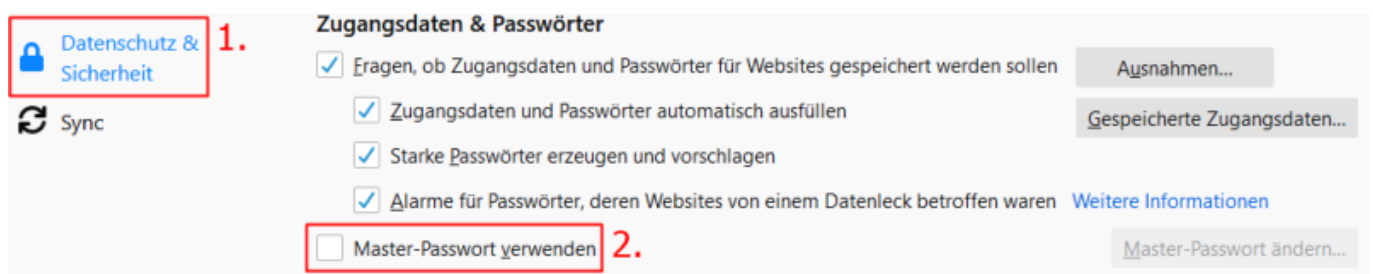 Datenschutz &
Sicherheit
1.
Sync
Zugangsdaten & Passwörter
Fragen, ob Zugangsdaten und Passwörter für Websites gespeichert werden sollen
Ausnahmen...
Zugangsdaten und Passwörter automatisch ausfüllen
Gespeicherte Zugangsdaten...
Starke Passwörter erzeugen und vorschlagen
Alarme für Passwörter, deren Websites von einem Datenleck betroffen waren Weitere Informationen
Master-Passwort verwenden
2.
Master-Passwort ändern...